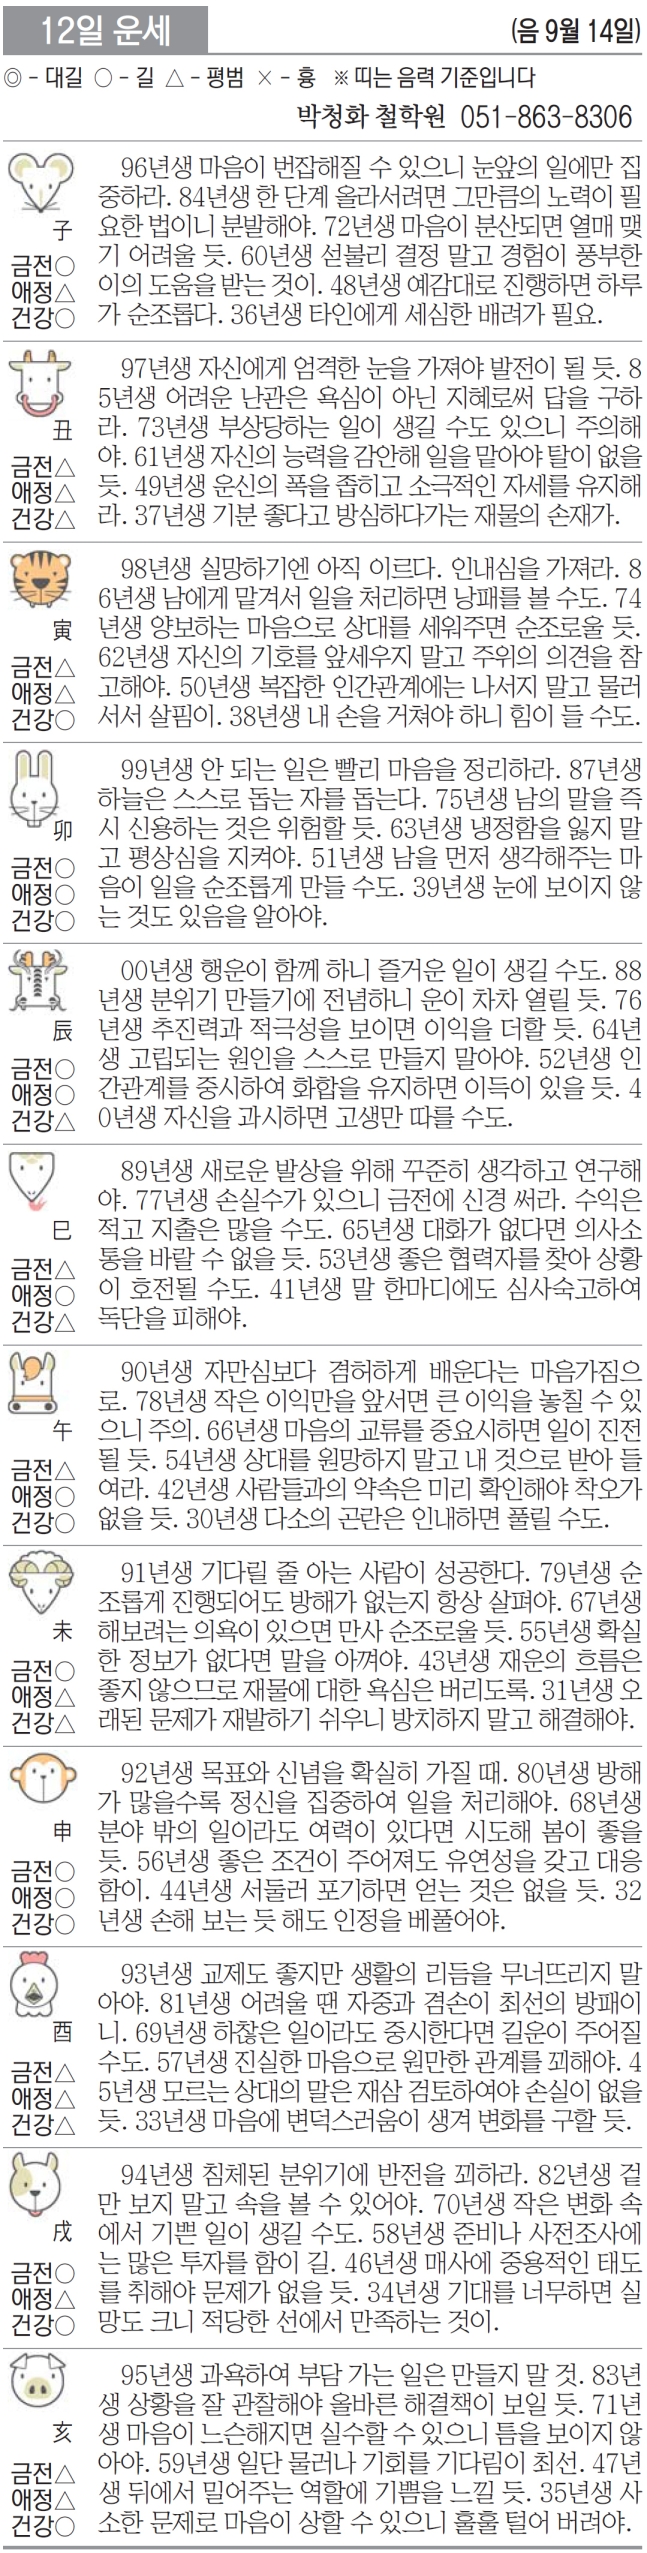 12일 운세
(음 9월 14일)
◎ - 대길 ○ - 길 △ - 평범 × - 흉 ※ 띠는 음력 기준입니다
박청화 철학원 051-863-8306
子
금전○
애정△
건강○
96년생 마음이 번잡해질 수 있으니 눈앞의 일에만 집
중하라. 84년생 한 단계 올라서려면 그만큼의 노력이 필
요한 법이니 분발해야. 72년생 마음이 분산되면 열매 맺
기 어려울 듯. 60년생 섣불리 결정 말고 경험이 풍부한
이의 도움을 받는 것이. 48년생 예감대로 진행하면 하루
가 순조롭다. 36년생 타인에게 세심한 배려가 필요.
丑
금전△
애정△
건강△
97년생 자신에게 엄격한 눈을 가져야 발전이 될 듯. 8
5년생 어려운 난관은 욕심이 아닌 지혜로써 답을 구하
라. 73년생 부상당하는 일이 생길 수도 있으니 주의해
야. 61년생 자신의 능력을 감안해 일을 맡아야 탈이 없을
듯. 49년생 운신의 폭을 좁히고 소극적인 자세를 유지해
라. 37년생 기분 좋다고 방심하다가는 재물의 손재가.
寅
금전△
애정△
건강○
98년생 실망하기엔 아직 이르다. 인내심을 가져라. 8
6년생 남에게 맡겨서 일을 처리하면 낭패를 볼 수도. 74
년생 양보하는 마음으로 상대를 세워주면 순조로울 듯.
62년생 자신의 기호를 앞세우지 말고 주위의 의견을 참
고해야. 50년생 복잡한 인간관계에는 나서지 말고 물러
서서 살핌이. 38년생 내 손을 거쳐야 하니 힘이 들 수도.
卯
금전○
애정○
건강○
99년생 안 되는 일은 빨리 마음을 정리하라. 87년생
하늘은 스스로 돕는 자를 돕는다. 75년생 남의 말을 즉
시 신용하는 것은 위험할 듯. 63년생 냉정함을 잃지 말
고 평상심을 지켜야. 51년생 남을 먼저 생각해주는 마
음이 일을 순조롭게 만들 수도. 39년생 눈에 보이지 않
는 것도 있음을 알아야.
辰
금전○
애정○
건강△
00년생 행운이 함께 하니 즐거운 일이 생길 수도. 88
년생 분위기 만들기에 전념하니 운이 차차 열릴 듯. 76
년생 추진력과 적극성을 보이면 이익을 더할 듯. 64년
생 고립되는 원인을 스스로 만들지 말아야. 52년생 인
간관계를 중시하여 화합을 유지하면 이득이 있을 듯. 4
0년생 자신을 과시하면 고생만 따를 수도.
巳
금전△
애정○
건강△
89년생 새로운 발상을 위해 꾸준히 생각하고 연구해
야. 77년생 손실수가 있으니 금전에 신경 써라. 수익은
적고 지출은 많을 수도. 65년생 대화가 없다면 의사소
통을 바랄 수 없을 듯. 53년생 좋은 협력자를 찾아 상황
이 호전될 수도. 41년생 말 한마디에도 심사숙고하여
독단을 피해야.
午
금전△
애정○
건강○
90년생 자만심보다 겸허하게 배운다는 마음가짐으
로. 78년생 작은 이익만을 앞서면 큰 이익을 놓칠 수 있
으니 주의. 66년생 마음의 교류를 중요시하면 일이 진전
될 듯. 54년생 상대를 원망하지 말고 내 것으로 받아 들
여라. 42년생 사람들과의 약속은 미리 확인해야 착오가
없을 듯. 30년생 다소의 곤란은 인내하면 풀릴 수도.
未
금전○
애정△
건강△
91년생 기다릴 줄 아는 사람이 성공한다. 79년생 순
조롭게 진행되어도 방해가 없는지 항상 살펴야. 67년생
해보려는 의욕이 있으면 만사 순조로울 듯. 55년생 확실
한 정보가 없다면 말을 아껴야. 43년생 재운의 흐름은
좋지 않으므로 재물에 대한 욕심은 버리도록. 31년생 오
래된 문제가 재발하기 쉬우니 방치하지 말고 해결해야.
申
금전○
애정○
건강○
92년생 목표와 신념을 확실히 가질 때. 80년생 방해
가 많을수록 정신을 집중하여 일을 처리해야. 68년생
분야 밖의 일이라도 여력이 있다면 시도해 봄이 좋을
듯. 56년생 좋은 조건이 주어져도 유연성을 갖고 대응
함이. 44년생 서둘러 포기하면 얻는 것은 없을 듯. 32
년생 손해 보는 듯 해도 인정을 베풀어야.
酉
금전△
애정△
건강△
93년생 교제도 좋지만 생활의 리듬을 무너뜨리지 말
아야. 81년생 어려울 땐 자중과 겸손이 최선의 방패이
니. 69년생 하찮은 일이라도 중시한다면 길운이 주어질
수도. 57년생 진실한 마음으로 원만한 관계를 꾀해야. 4
5년생 모르는 상대의 말은 재삼 검토하여야 손실이 없을
듯. 33년생 마음에 변덕스러움이 생겨 변화를 구할 듯.
戌
금전○
애정△
건강○
94년생 침체된 분위기에 반전을 꾀하라. 82년생 겉
만 보지 말고 속을 볼 수 있어야. 70년생 작은 변화 속
에서 기쁜 일이 생길 수도. 58년생 준비나 사전조사에
는 많은 투자를 함이 길. 46년생 매사에 중용적인 태도
를 취해야 문제가 없을 듯. 34년생 기대를 너무하면 실
망도 크니 적당한 선에서 만족하는 것이.
亥
금전△
애정△
건강○
95년생 과욕하여 부담 가는 일은 만들지 말 것. 83년
생 상황을 잘 관찰해야 올바른 해결책이 보일 듯. 71년
생 마음이 느슨해지면 실수할 수 있으니 틈을 보이지 않
아야. 59년생 일단 물러나 기회를 기다림이 최선. 47년
생 뒤에서 밀어주는 역할에 기쁨을 느낄 듯. 35년생 사
소한 문제로 마음이 상할 수 있으니 훌훌 털어 버려야.